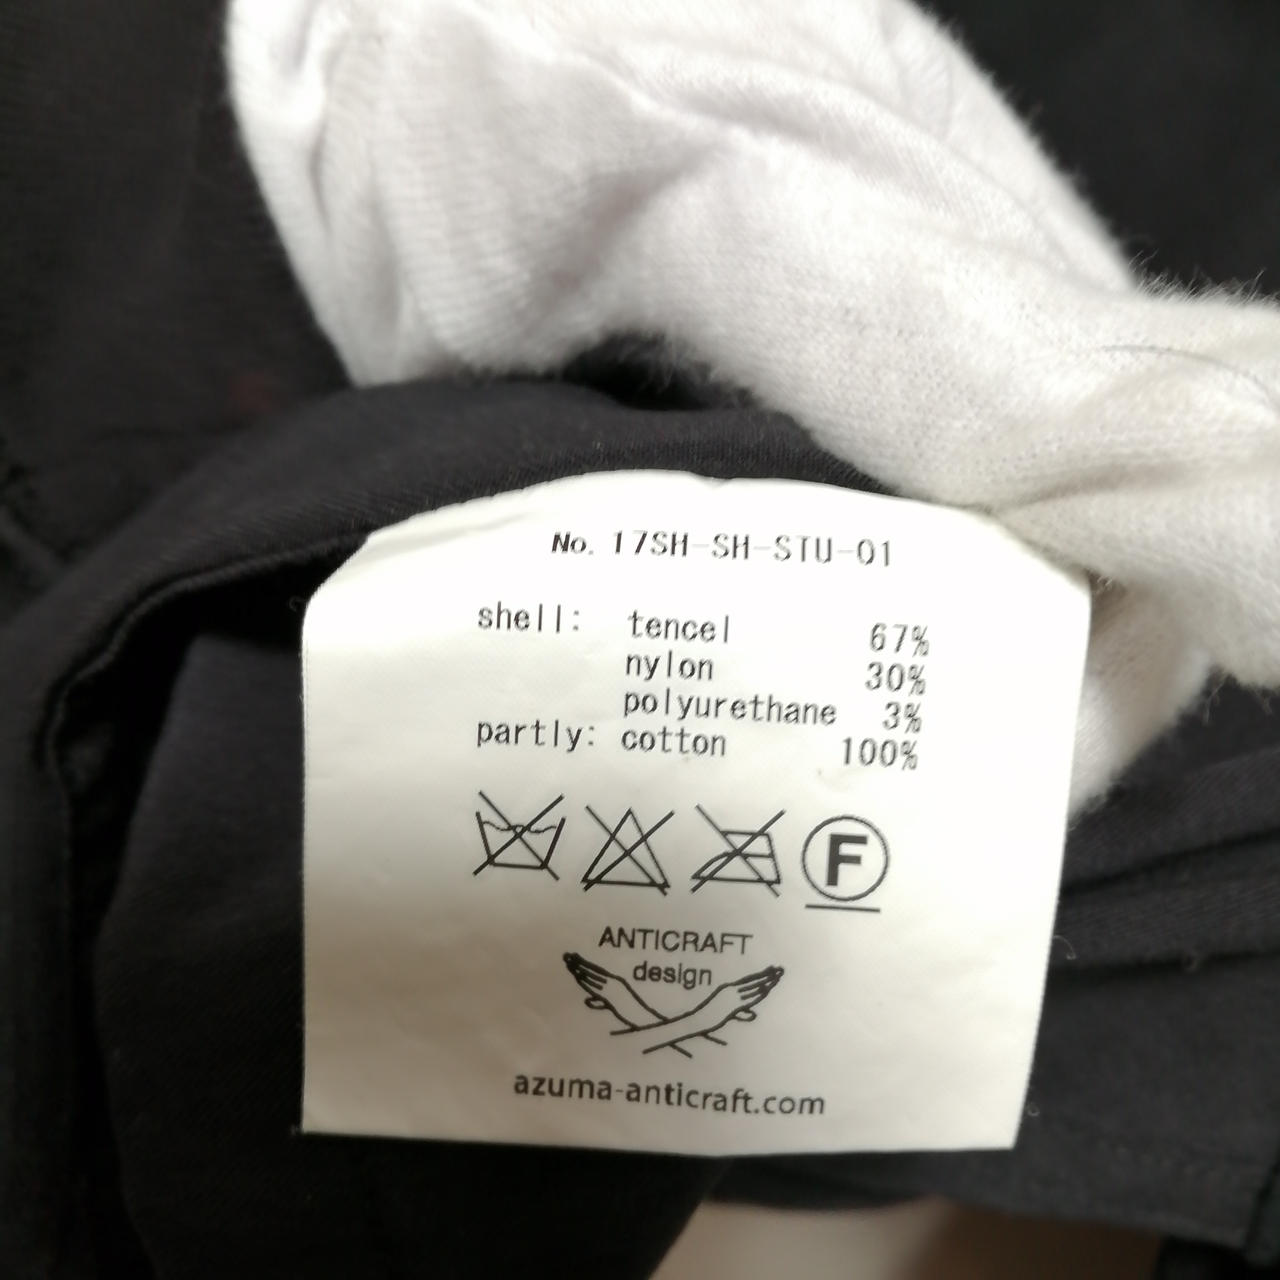 No. 17SH-SH-STU-01
shell: tencel 67%
nylon 30%
polyurethane 3%
partly: cotton 100%
F
ANTICRAFT
design
azuma-anticraft.com